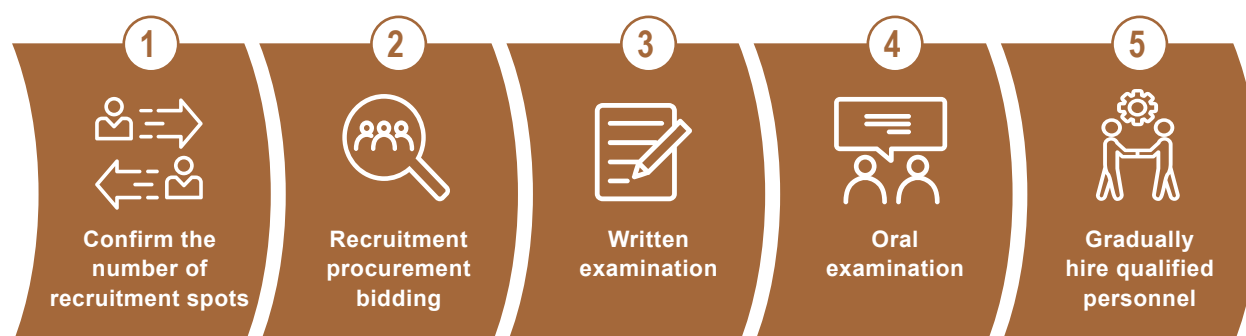 1
Confirm the
number of
recruitment spots
2
Recruitment
procurement
bidding
3
Written
examination
4
Oral
examination
5
Gradually
hire qualified
personnel